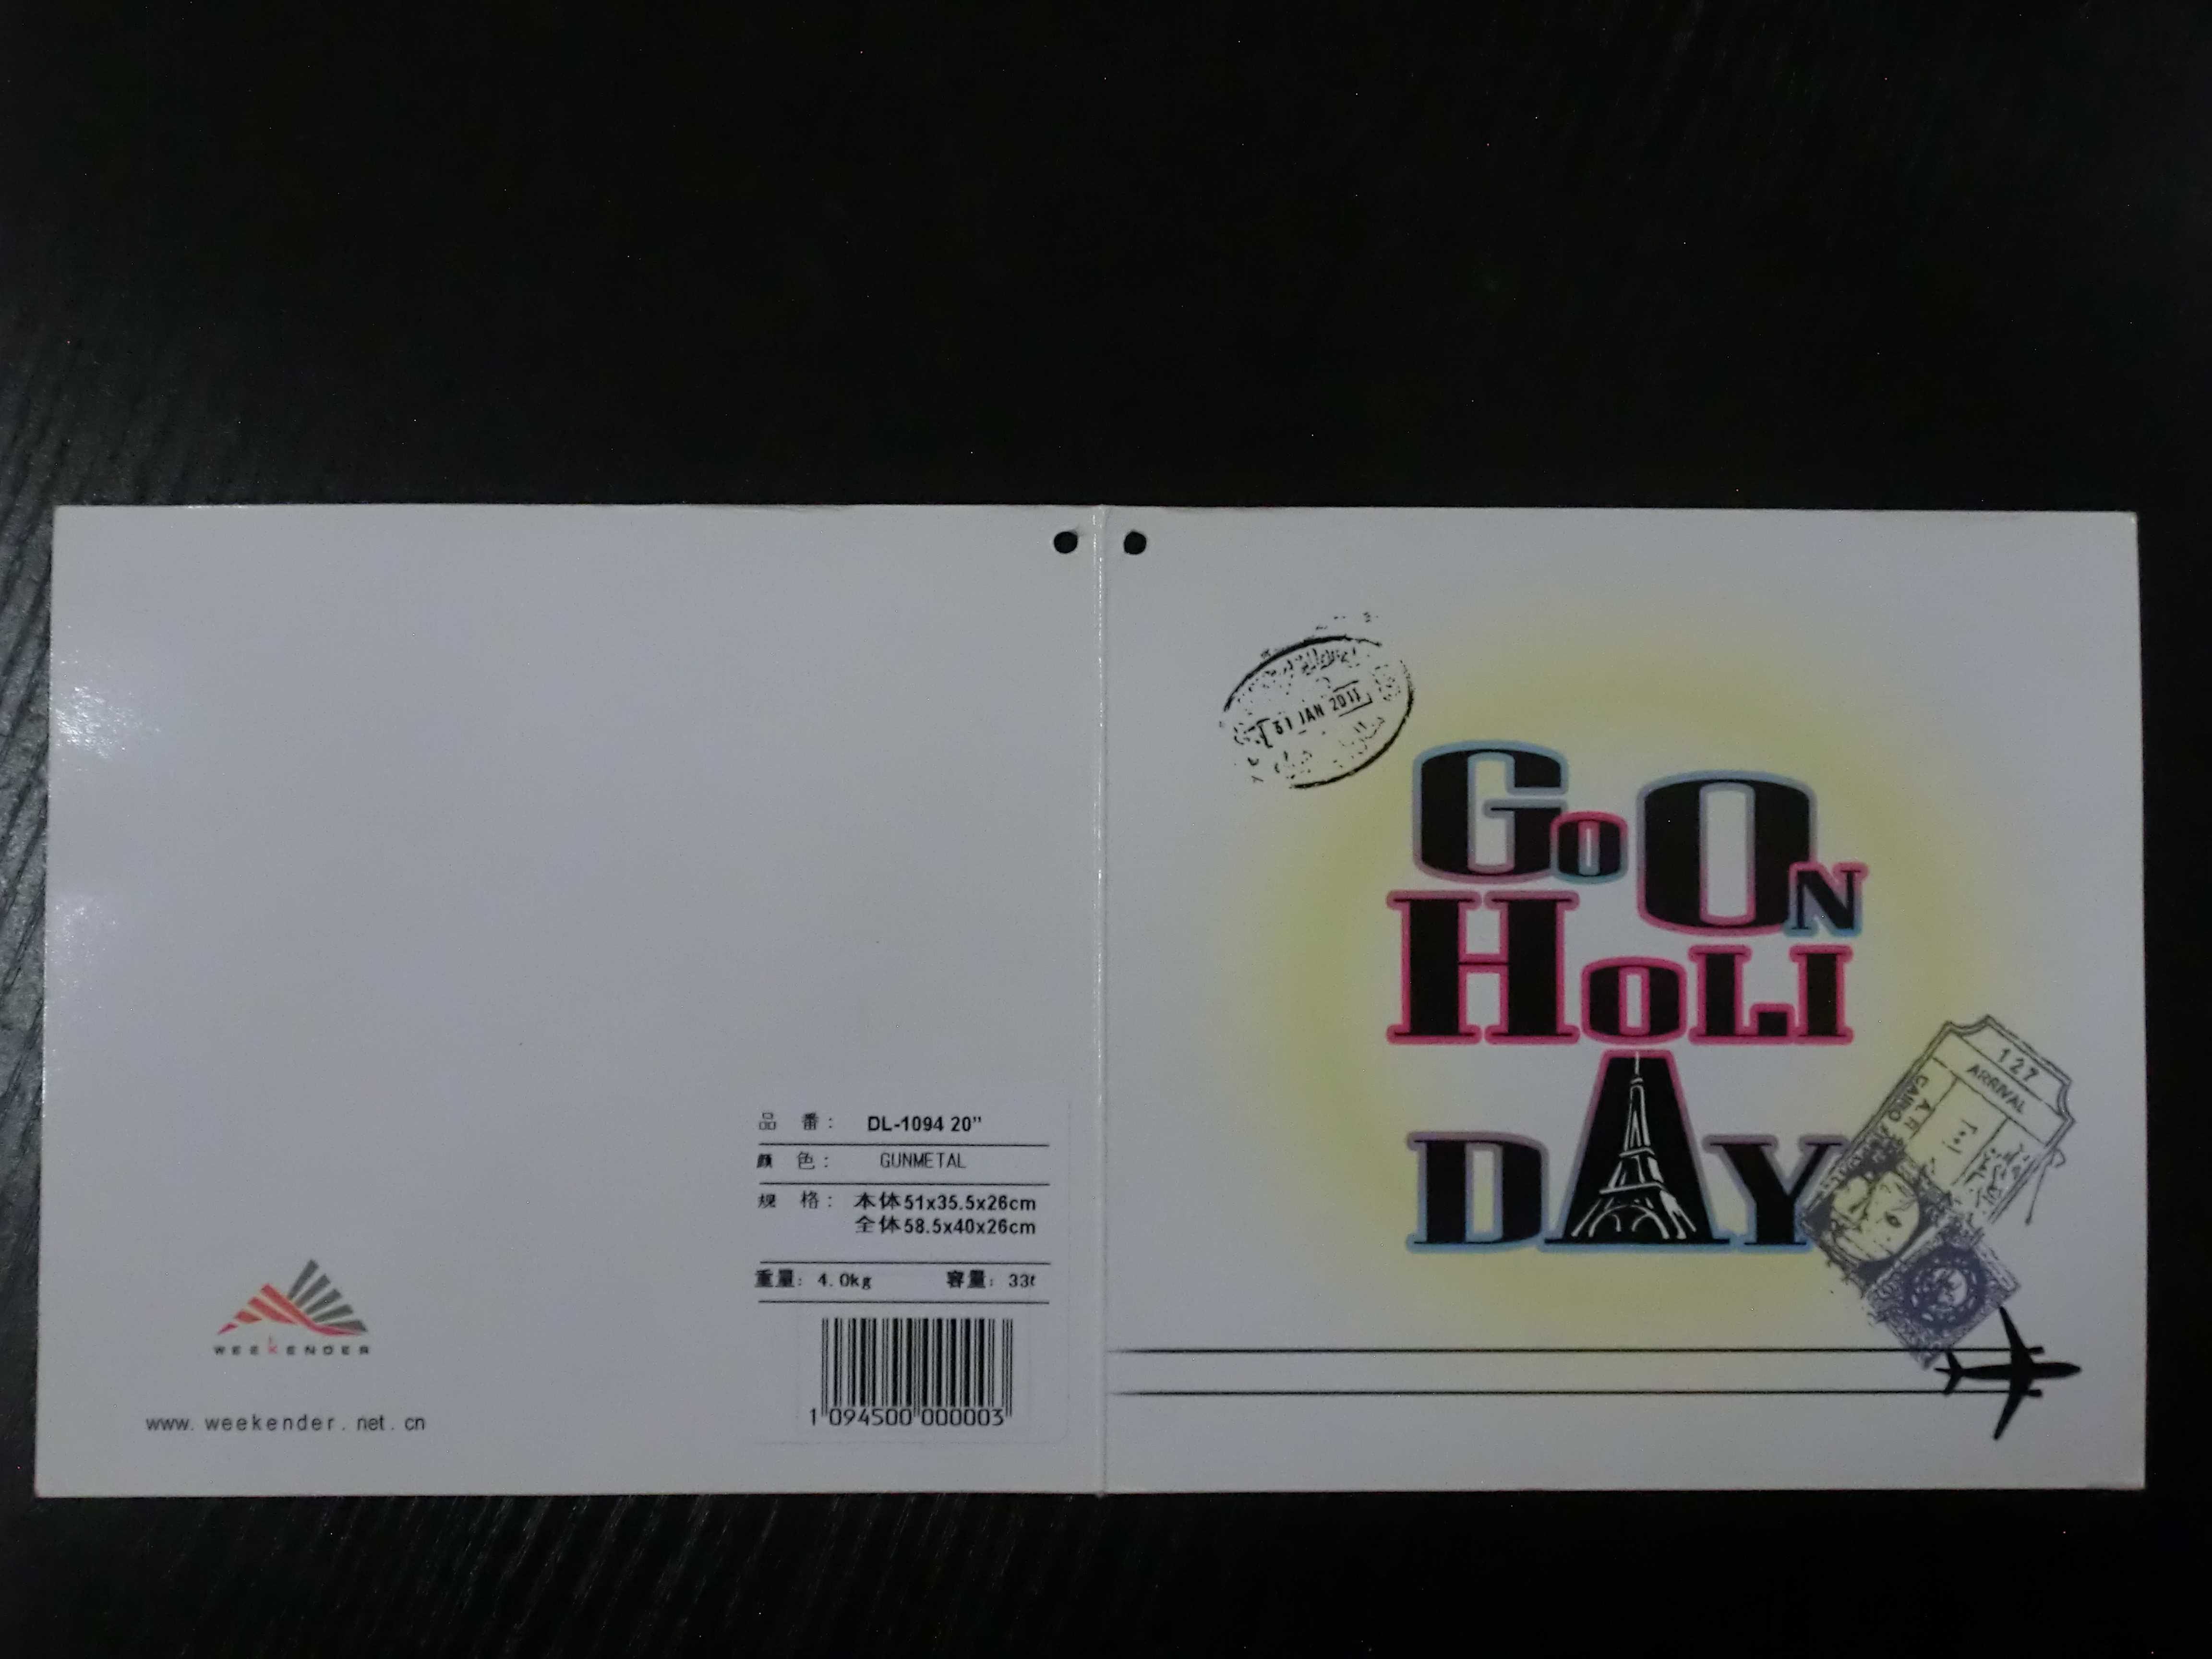 品 番: DL-1094 20"
颜 色: GUNMETAL
规 格: 本体51x35.5x26cm
全体58.5x40x26cm
重量: 4.0kg 容量: 33ℓ
1 094500 000003
WEEKENDER
www.weekender.net.cn
31 JAN 2011
GO ON
HOLI
DAY
127
ARRIVAL
CAIRO A.R